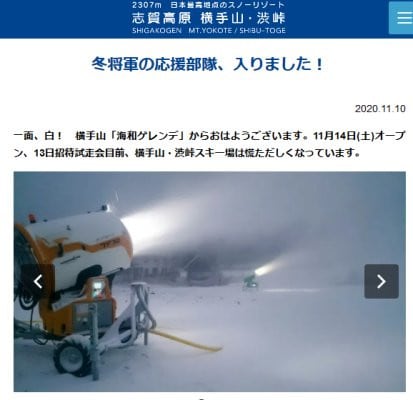 2307m 日本最高地点のスノーリゾート
志賀高原 横手山・渋峠
SHIGAKOGEN MT.YOKOTE / SHIBU-TOGE
冬将軍の応援部隊、入りました！
2020.11.10
一面、白！ 横手山「海和ゲレンデ」からおはようございます。11月14日(土)オープ
ン、13日招待試走会目前、横手山・渋峠スキー場は慌ただしくなっています。